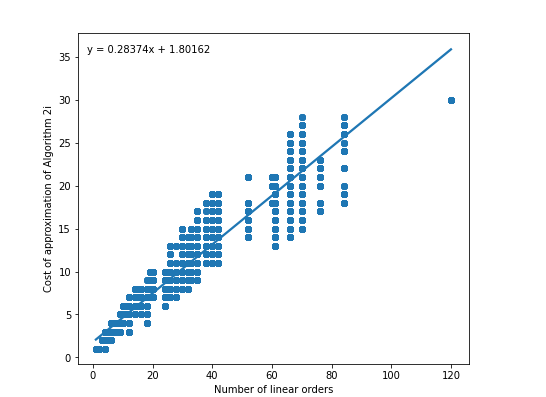 y = 0.28374x + 1.80162
Cost of approximation of Algorithm 2i
35
30
25
20
15
10
5
0
0 20 40 60 80 100 120
Number of linear orders